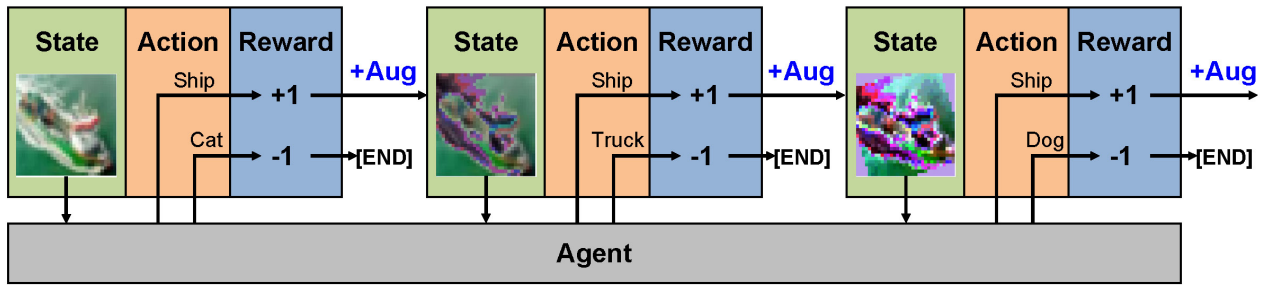 State Action Reward
Ship +1 +Aug
Cat -1 [END]
State Action Reward
Ship +1 +Aug
Truck -1 [END]
State Action Reward
Ship +1 +Aug
Dog -1 [END]
Agent